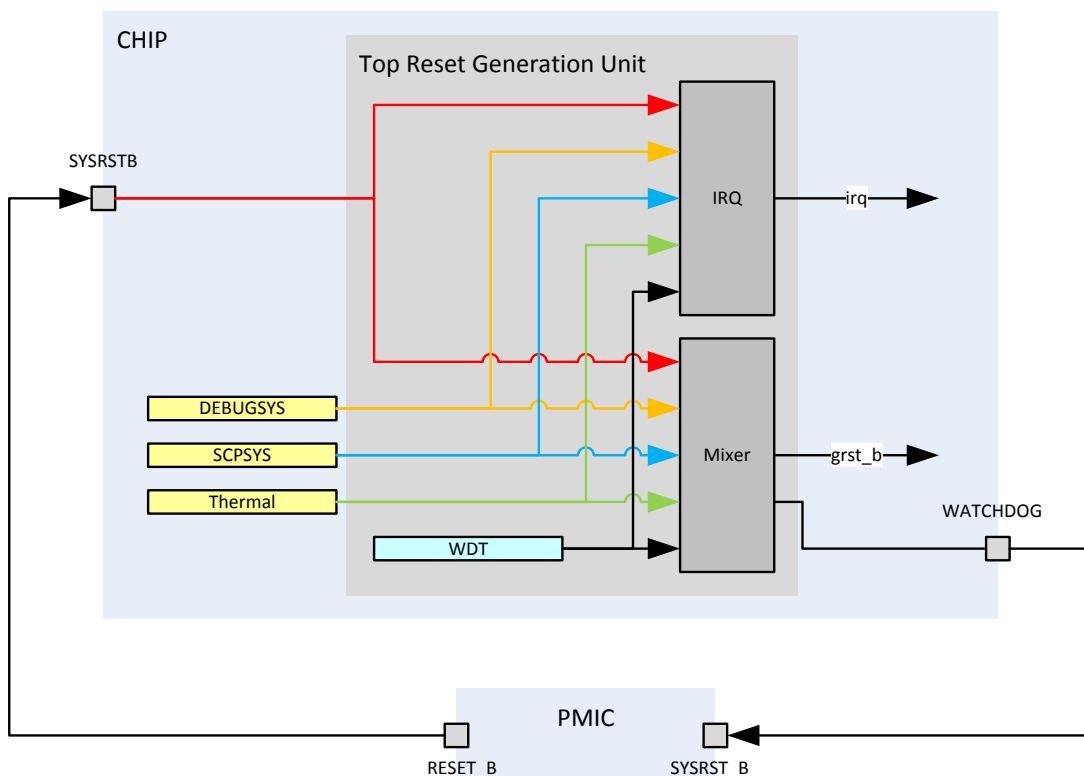 CHIP
Top Reset Generation Unit
SYSRSTB
IRQ
irq
DEBUGSYS
SCPSYS
Mixer
grst_b
Thermal
WATCHDOG
WDT
PMIC
RESET_B
SYSRST_B